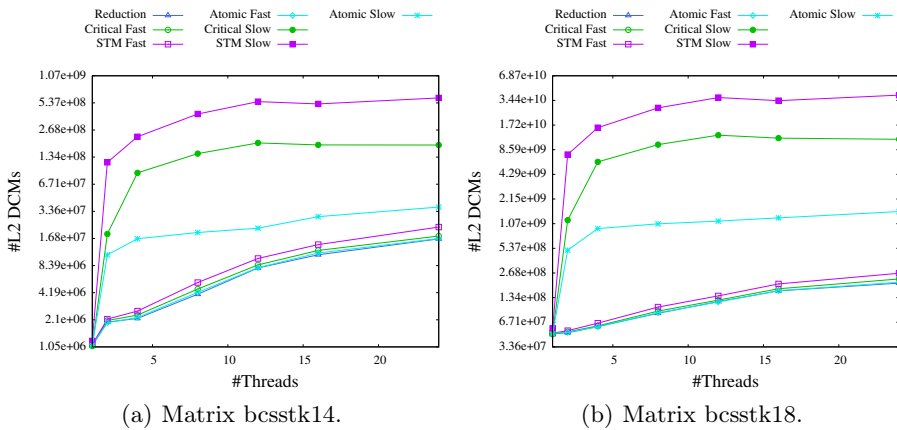 Reduction
Critical Fast
STM Fast
Atomic Fast
Critical Slow
STM Slow
Atomic Slow
1.07e+09
5.37e+08
2.68e+08
1.34e+08
6.71e+07
3.36e+07
1.68e+07
8.39e+06
4.19e+06
2.1e+06
1.05e+06
#L2 DCMs
5 10 15 20
#Threads
(a) Matrix bcsstk14.
Reduction
Critical Fast
STM Fast
Atomic Fast
Critical Slow
STM Slow
Atomic Slow
6.87e+10
3.44e+10
1.72e+10
8.59e+09
4.29e+09
2.15e+09
1.07e+09
5.37e+08
2.68e+08
1.34e+08
6.71e+07
3.36e+07
#L2 DCMs
5 10 15 20
#Threads
(b) Matrix bcsstk18.